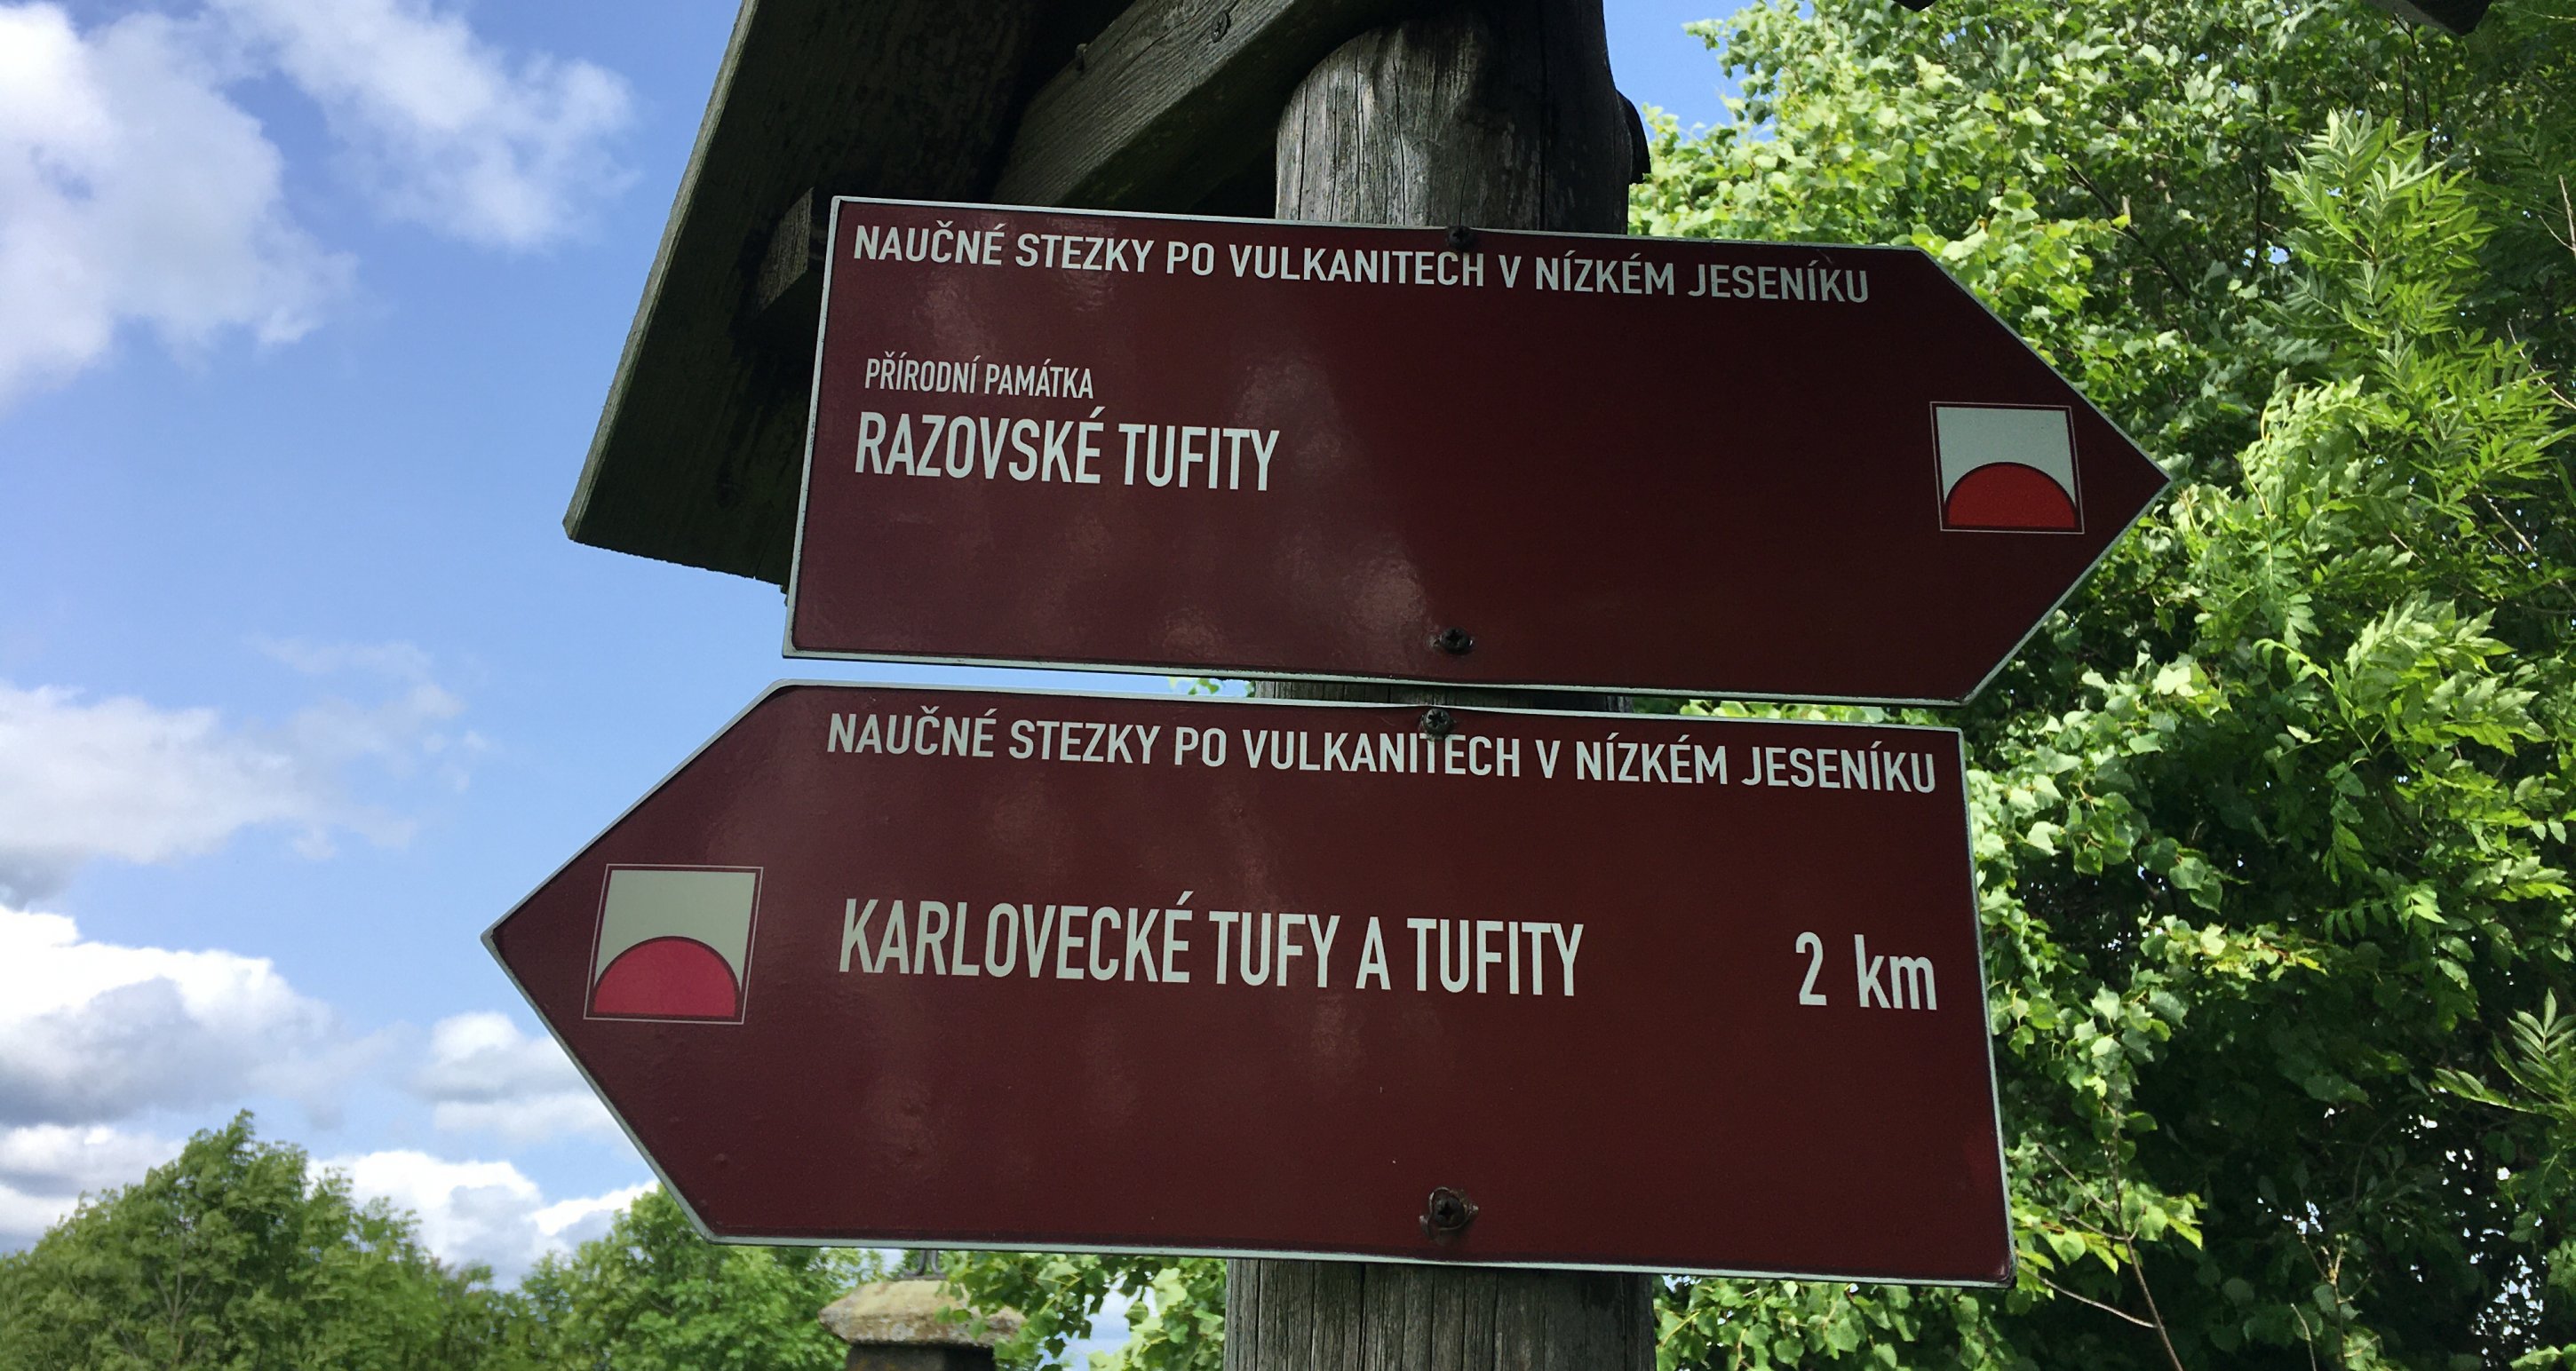 NAUČNÉ STEZKY PO VULKANITECH V NÍZKÉM JESENÍKU
PŘÍRODNÍ PAMÁTKA
RAZOVSKÉ TUFITY
NAUČNÉ STEZKY PO VULKANITECH V NÍZKÉM JESENÍKU
KARLOVECKÉ TUFY A TUFITY 2 km